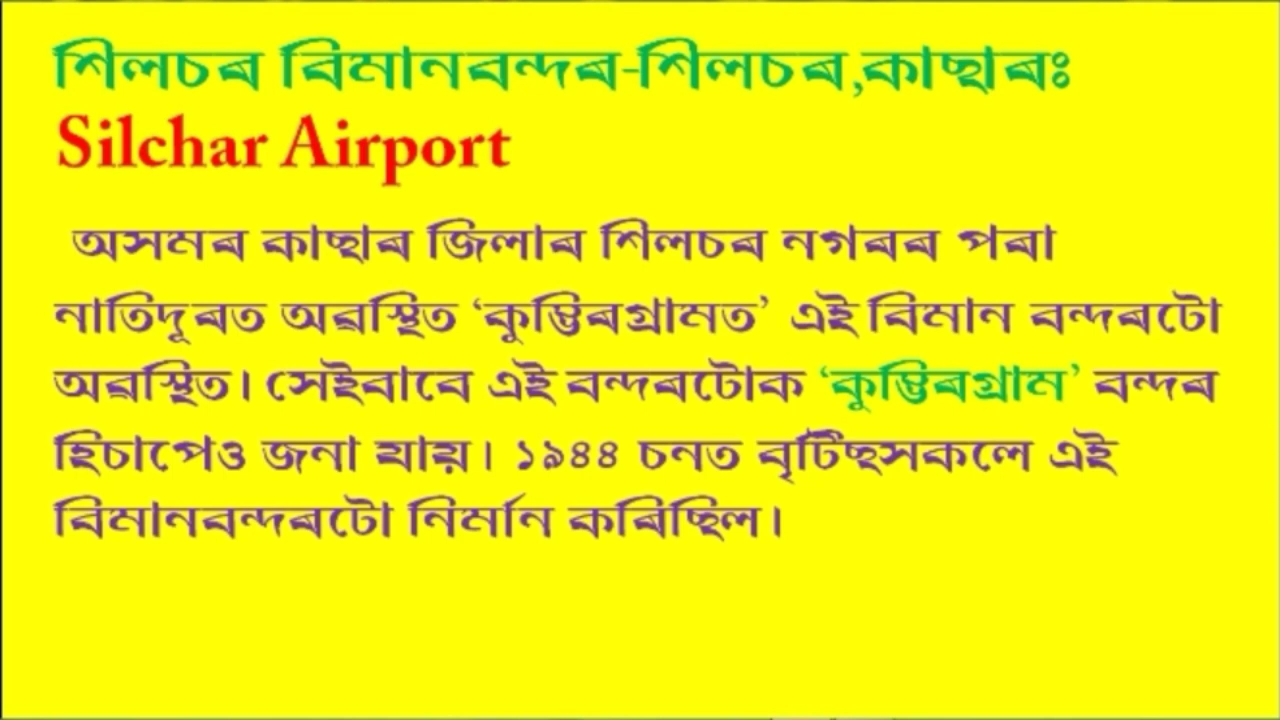 শিলচৰ বিমানবন্দৰ-শিলচৰ,কাছাৰঃ
Silchar Airport
অসমৰ কাছাৰ জিলাৰ শিলচৰ নগৰৰ পৰা
নাতিদূৰত অৱস্থিত ‘কুম্ভিৰগ্ৰামত’ এই বিমান বন্দৰটো
অৱস্থিত। সেইবাবে এই বন্দৰটোক ‘কুম্ভিৰগ্ৰাম’ বন্দৰ
হিচাপেও জনা যায়। ১৯৪৪ চনত বৃটিছসকলে এই
বিমানবন্দৰটো নিৰ্মান কৰিছিল।